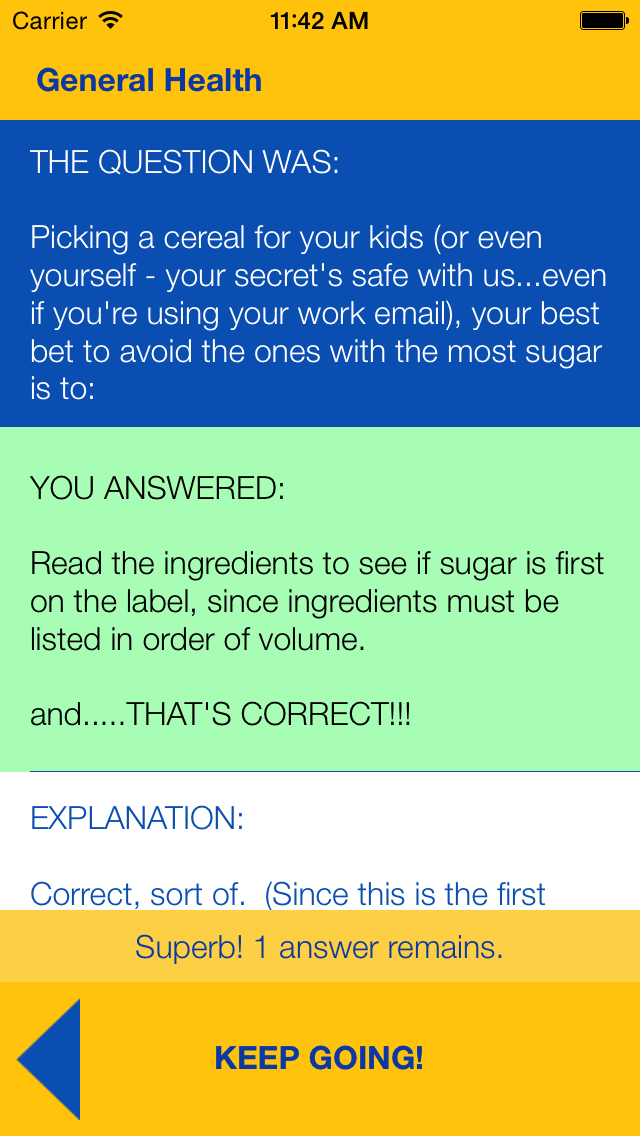 Carrier 11:42 AM
General Health
THE QUESTION WAS:
Picking a cereal for your kids (or even
yourself - your secret's safe with us...even
if you're using your work email), your best
bet to avoid the ones with the most sugar
is to:
YOU ANSWERED:
Read the ingredients to see if sugar is first
on the label, since ingredients must be
listed in order of volume.
and.....THAT'S CORRECT!!!
EXPLANATION:
Correct, sort of.  (Since this is the first
Superb! 1 answer remains.
KEEP GOING!